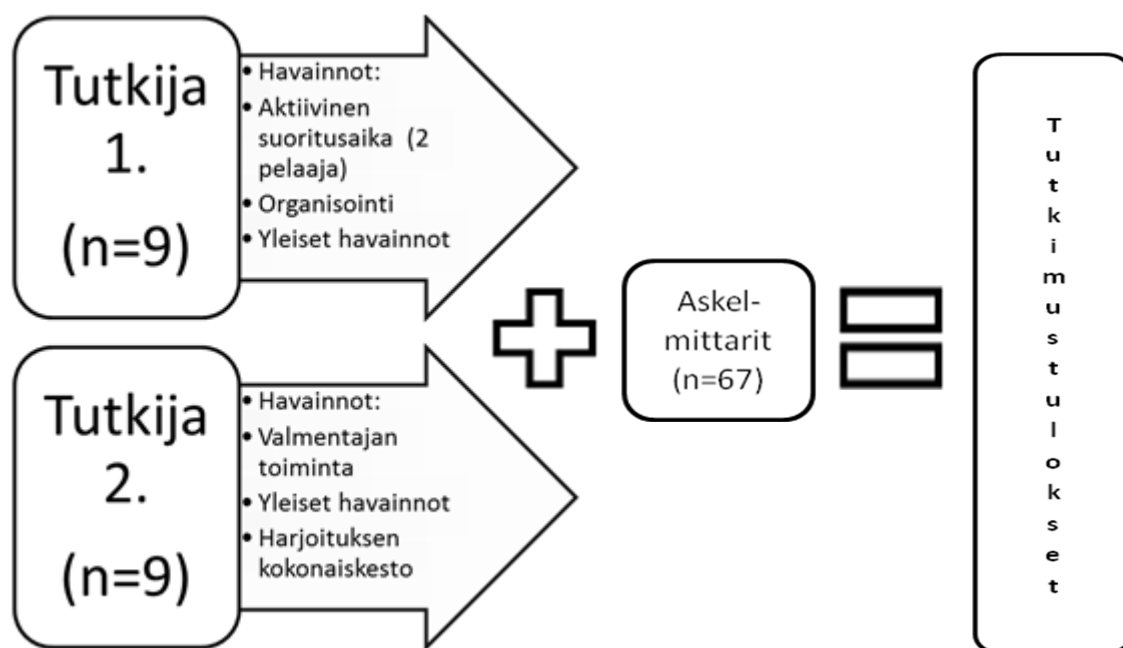 Tutkija
1.
(n=9)
• Havainnot:
• Aktiivinen
suoritusaika (2
pelaaja)
• Organisointi
• Yleiset havainnot
Tutkija
2.
(n=9)
• Havainnot:
• Valmentajan
toiminta
• Yleiset havainnot
• Harjoituksen
kokonaiskesto
Askel-
mittarit
(n=67)
Tutkimustulokset